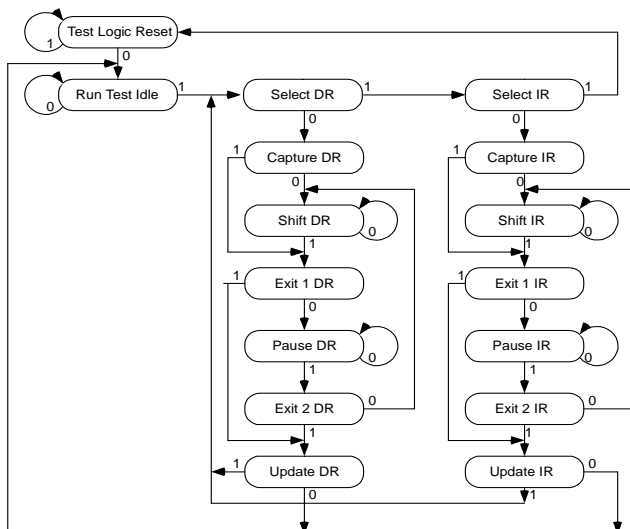 Test Logic Reset
1
0
Run Test Idle
0
1
Select DR
1
Select IR
1
0
0
1
Capture DR
0
1
Capture IR
0
Shift DR
0
1
Shift IR
0
1
1
Exit 1 DR
0
1
Exit 1 IR
0
Pause DR
0
1
Pause IR
0
1
Exit 2 DR
0
1
Exit 2 IR
0
1
1
Update DR
0
Update IR
0
1